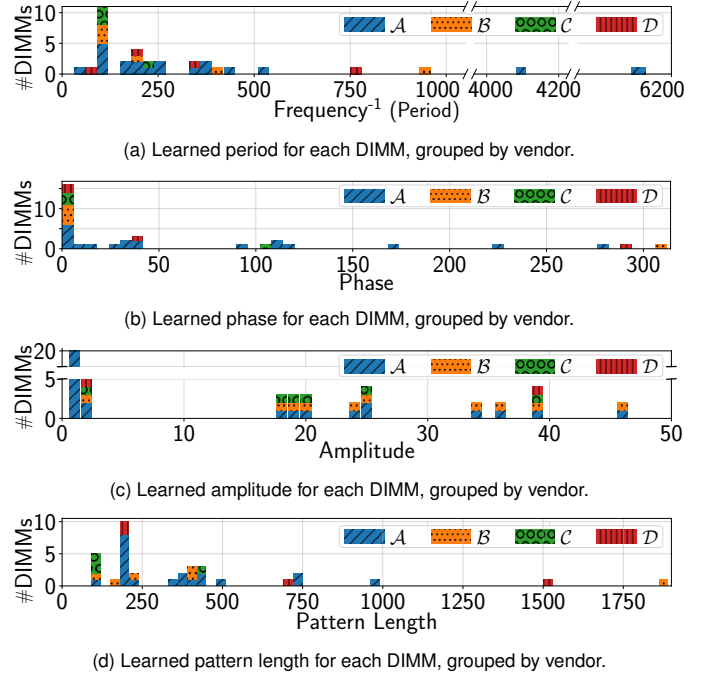 10
5
0
#DIMMs
A B C D
0 250 500 750 1000 4000 4200 6200
Frequency⁻¹ (Period)
(a) Learned period for each DIMM, grouped by vendor.
10
0
#DIMMs
A B C D
0 50 100 150 200 250 300
Phase
(b) Learned phase for each DIMM, grouped by vendor.
20
5
0
#DIMMs
A B C D
0 10 20 30 40 50
Amplitude
(c) Learned amplitude for each DIMM, grouped by vendor.
10
5
0
#DIMMs
A B C D
0 250 500 750 1000 1250 1500 1750
Pattern Length
(d) Learned pattern length for each DIMM, grouped by vendor.